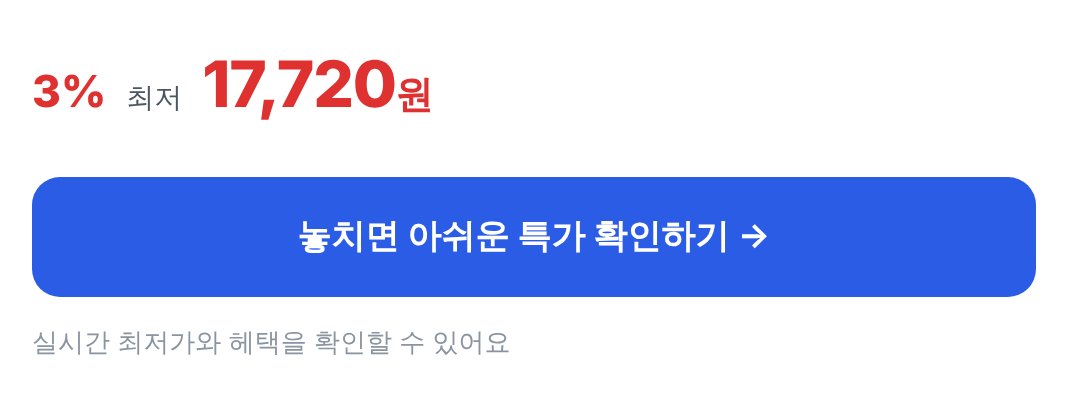 3% 최저 17,720원
놓치면 아쉬운 특가 확인하기 →
실시간 최저가와 혜택을 확인할 수 있어요